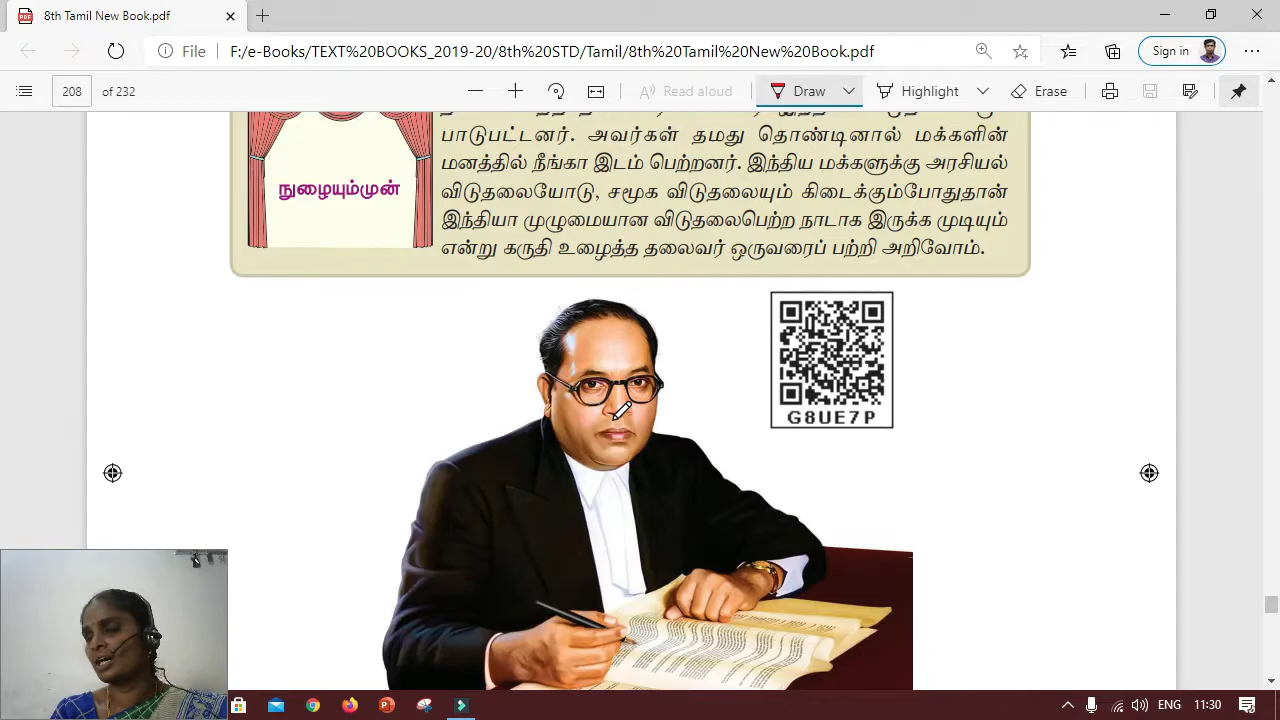 8th Tamil New Book.pdf
File
F:/e-Books/TEXT%20BOOKS_2019-20/8th%20STD/Tamil/8th%20Tamil%20New%20Book.pdf
Sign in
208 of 232
Read aloud
Draw
Highlight
Erase
பாடுபட்டனர். அவர்கள் தமது தொண்டினால் மக்களின்
மனத்தில் நீங்கா இடம் பெற்றனர். இந்திய மக்களுக்கு அரசியல்
நுழையும்முன்
விடுதலையோடு, சமூக விடுதலையும் கிடைக்கும்போதுதான்
இந்தியா முழுமையான விடுதலைபெற்ற நாடாக இருக்க முடியும்
என்று கருதி உழைத்த தலைவர் ஒருவரைப் பற்றி அறிவோம்.
G8UE7P
ENG
11:30